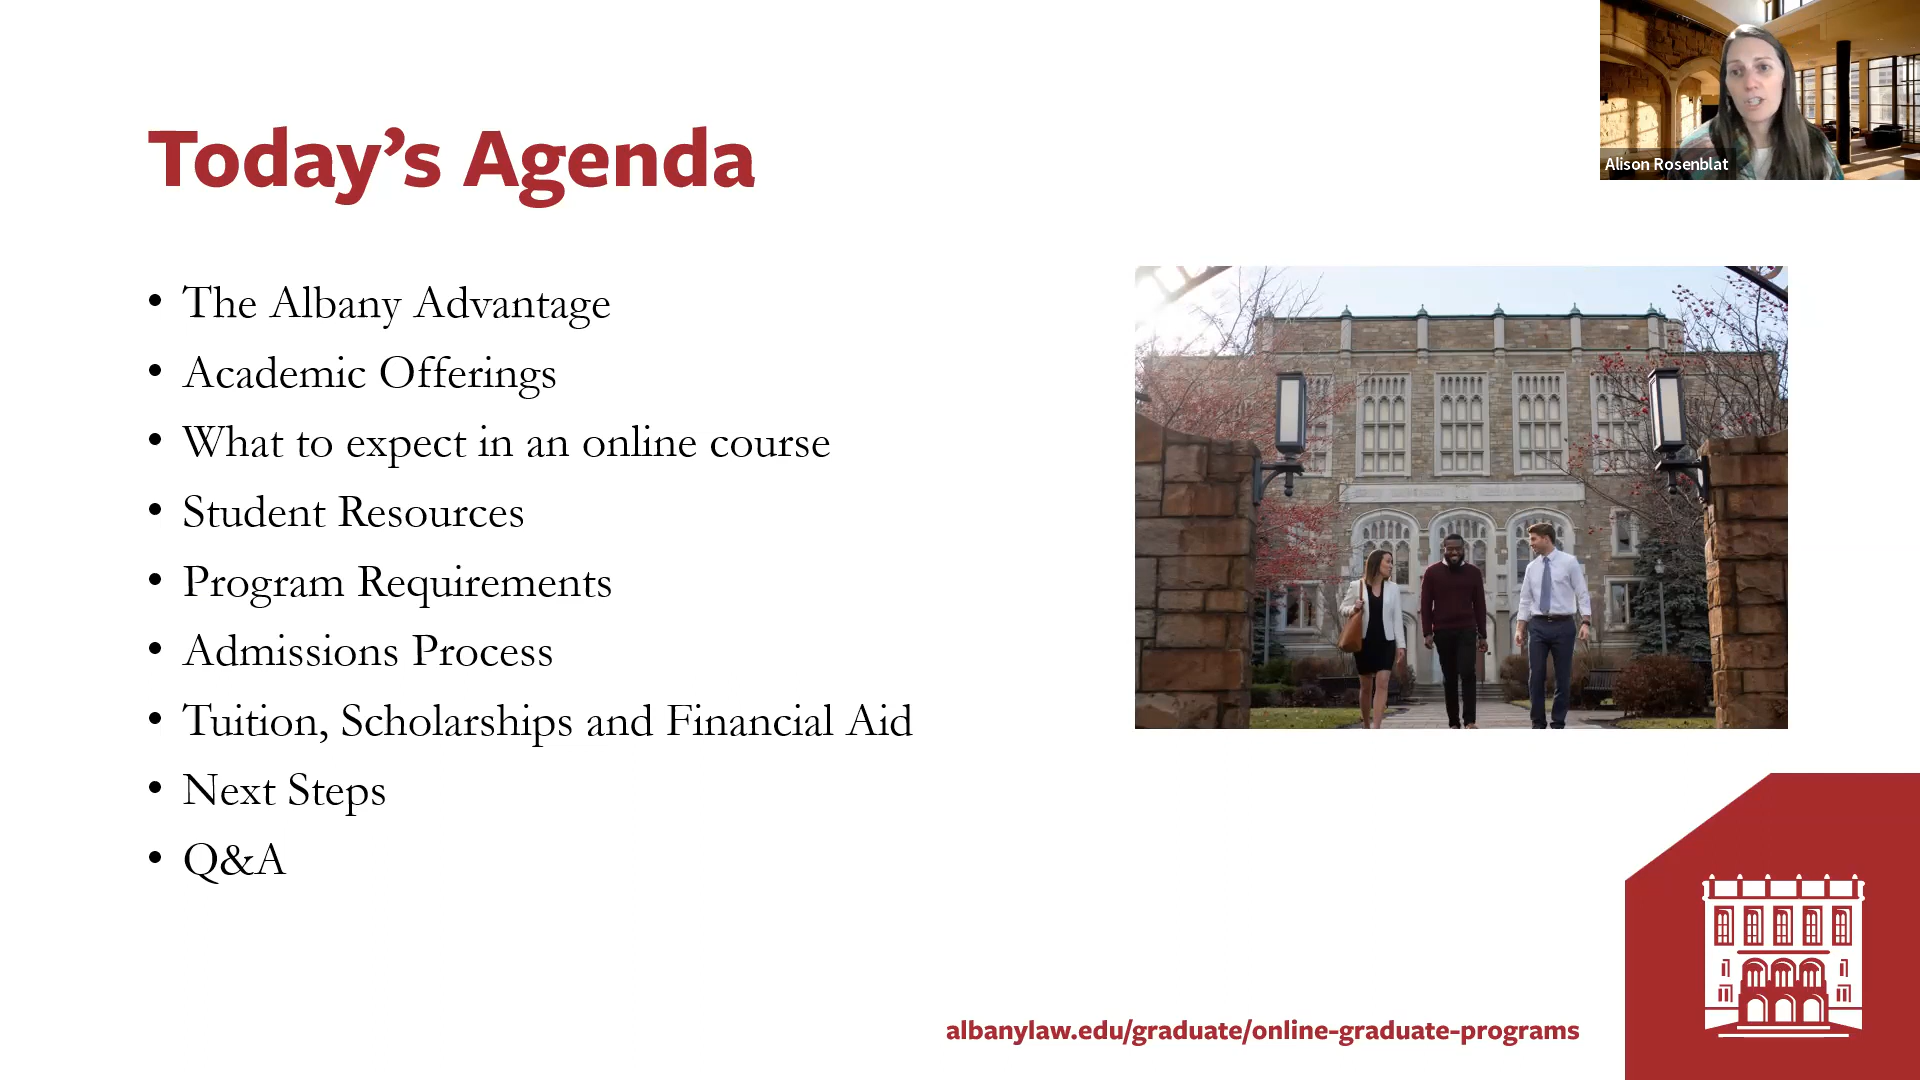 Alison Rosenblat
Today’s Agenda
• The Albany Advantage
• Academic Offerings
• What to expect in an online course
• Student Resources
• Program Requirements
• Admissions Process
• Tuition, Scholarships and Financial Aid
• Next Steps
• Q&A
albanylaw.edu/graduate/online-graduate-programs